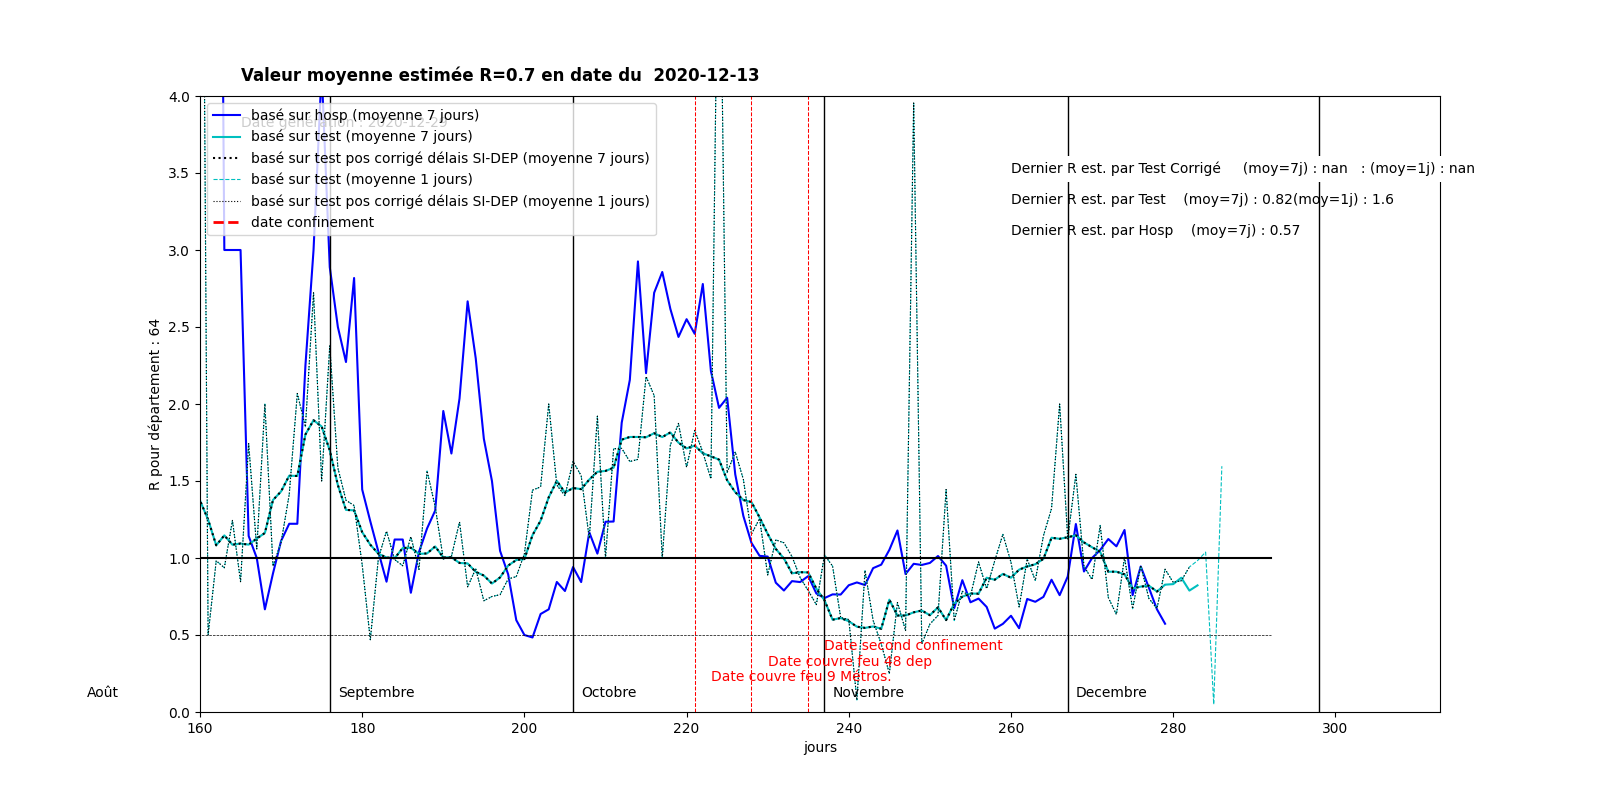 Valeur moyenne estimée R=0.7 en date du  2020-12-13
4.0
3.5
3.0
2.5
2.0
1.5
1.0
0.5
0.0
R pour département : 64
basé sur hosp (moyenne 7 jours)
basé sur test (moyenne 7 jours)
basé sur test pos corrigé délais SI-DEP (moyenne 7 jours)
basé sur test (moyenne 1 jours)
basé sur test pos corrigé délais SI-DEP (moyenne 1 jours)
date confinement
Dernier R est. par Test Corrigé     (moy=7j) : nan   : (moy=1j) : nan
Dernier R est. par Test    (moy=7j) : 0.82(moy=1j) : 1.6
Dernier R est. par Hosp    (moy=7j) : 0.57
Date second confinement
Date couvre feu 48 dep
Date couvre feu 9 Métros.
Août Septembre Octobre Novembre Decembre
160 180 200 220 240 260 280 300
jours